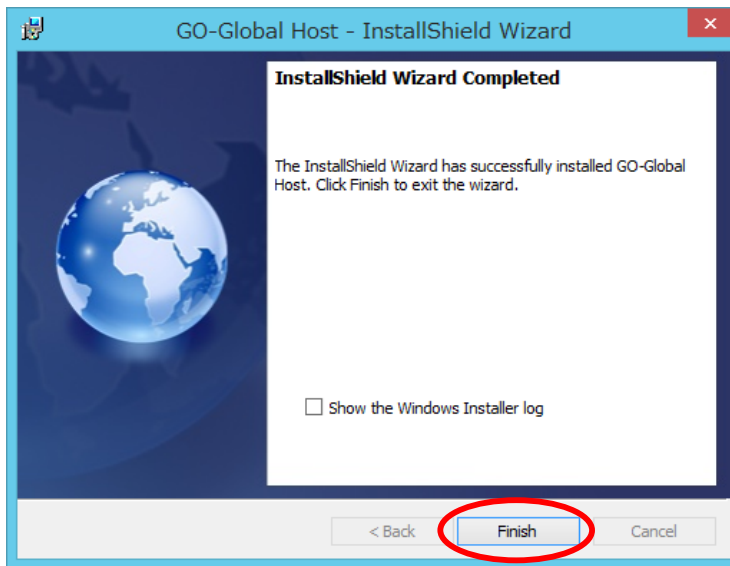 GO-Global Host - InstallShield Wizard
InstallShield Wizard Completed
The InstallShield Wizard has successfully installed GO-Global
Host. Click Finish to exit the wizard.
Show the Windows Installer log
< Back Finish Cancel